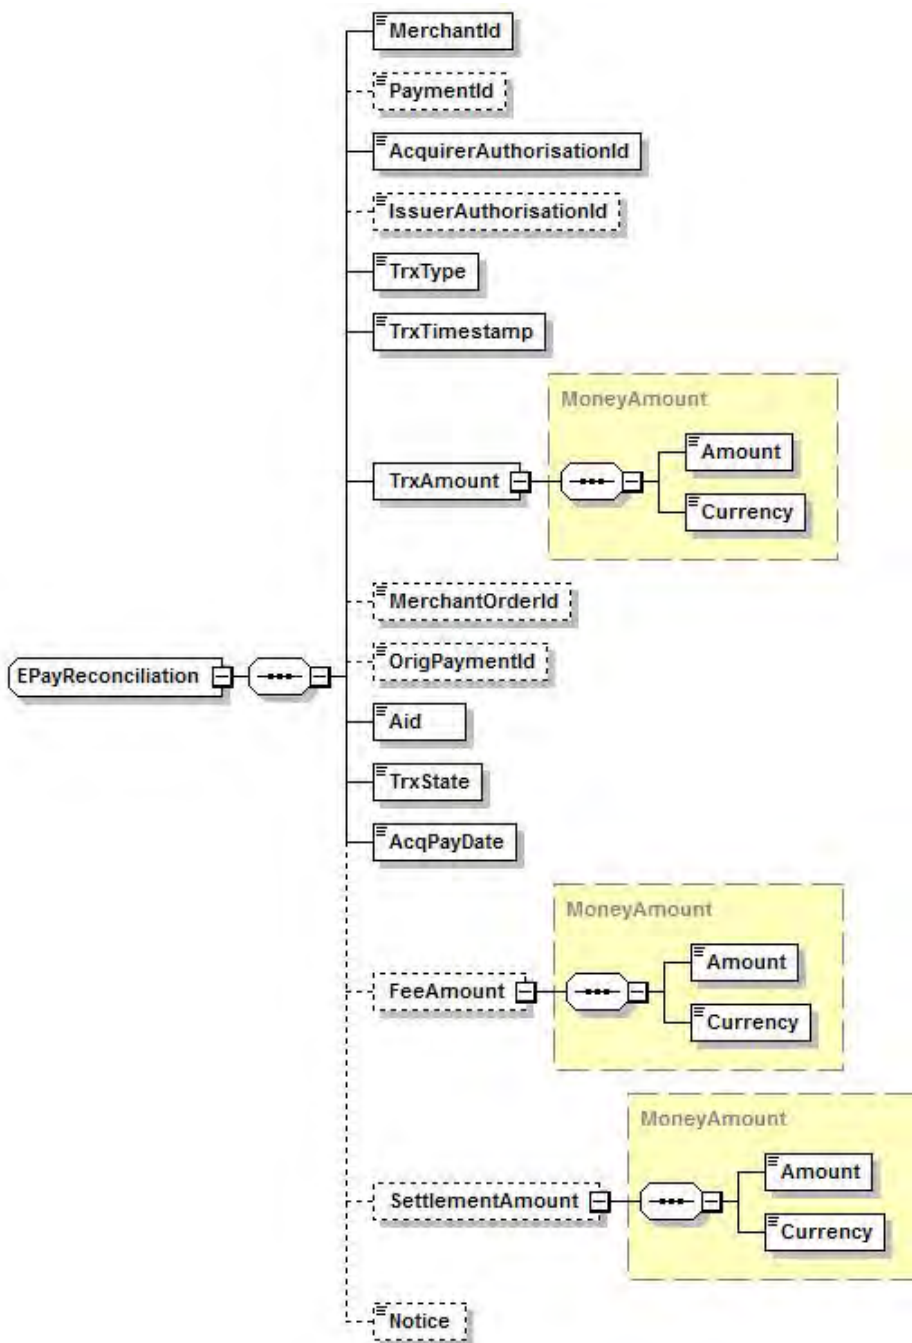 MerchantId
PaymentId
AcquirerAuthorisationId
IssuerAuthorisationId
TrxType
TrxTimestamp
MoneyAmount
Amount
TrxAmount
Currency
MerchantOrderId
OrigPaymentId
EPayReconciliation
Aid
TrxState
AcqPayDate
MoneyAmount
Amount
FeeAmount
Currency
MoneyAmount
Amount
SettlementAmount
Currency
Notice